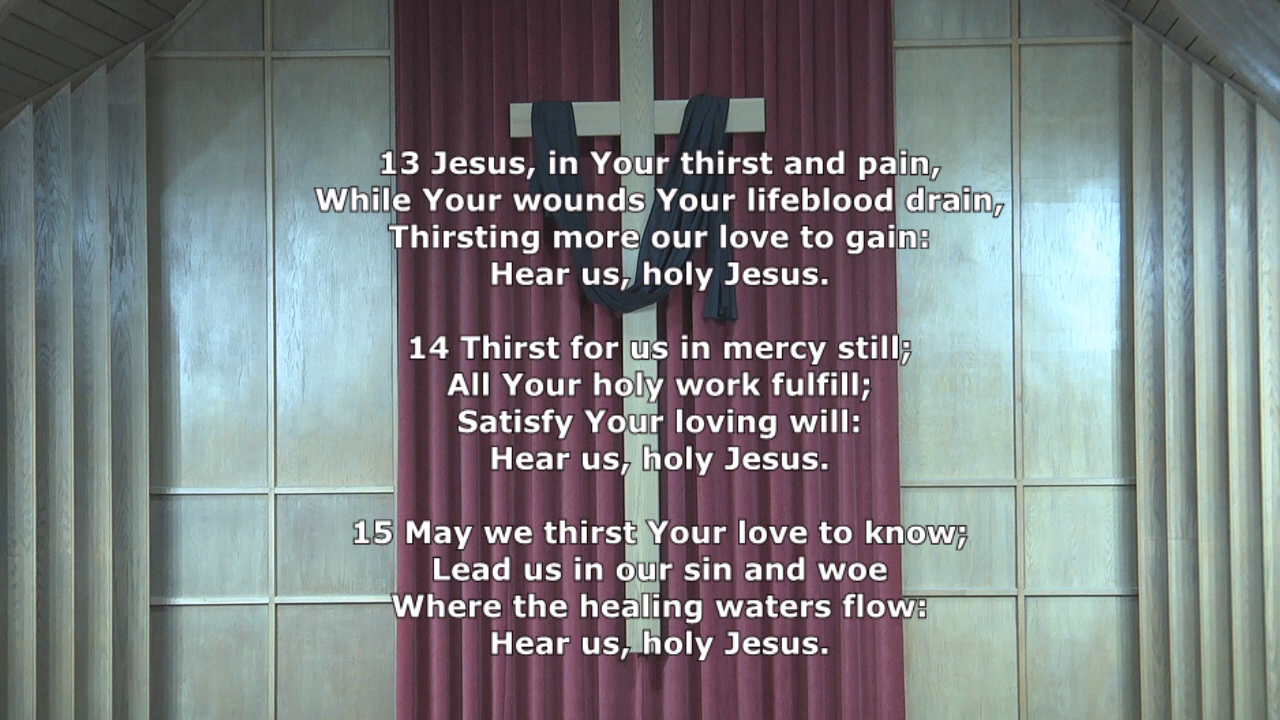 13 Jesus, in Your thirst and pain,
While Your wounds Your lifeblood drain,
Thirsting more our love to gain:
Hear us, holy Jesus.
14 Thirst for us in mercy still;
All Your holy work fulfill;
Satisfy Your loving will:
Hear us, holy Jesus.
15 May we thirst Your love to know;
Lead us in our sin and woe
Where the healing waters flow:
Hear us, holy Jesus.